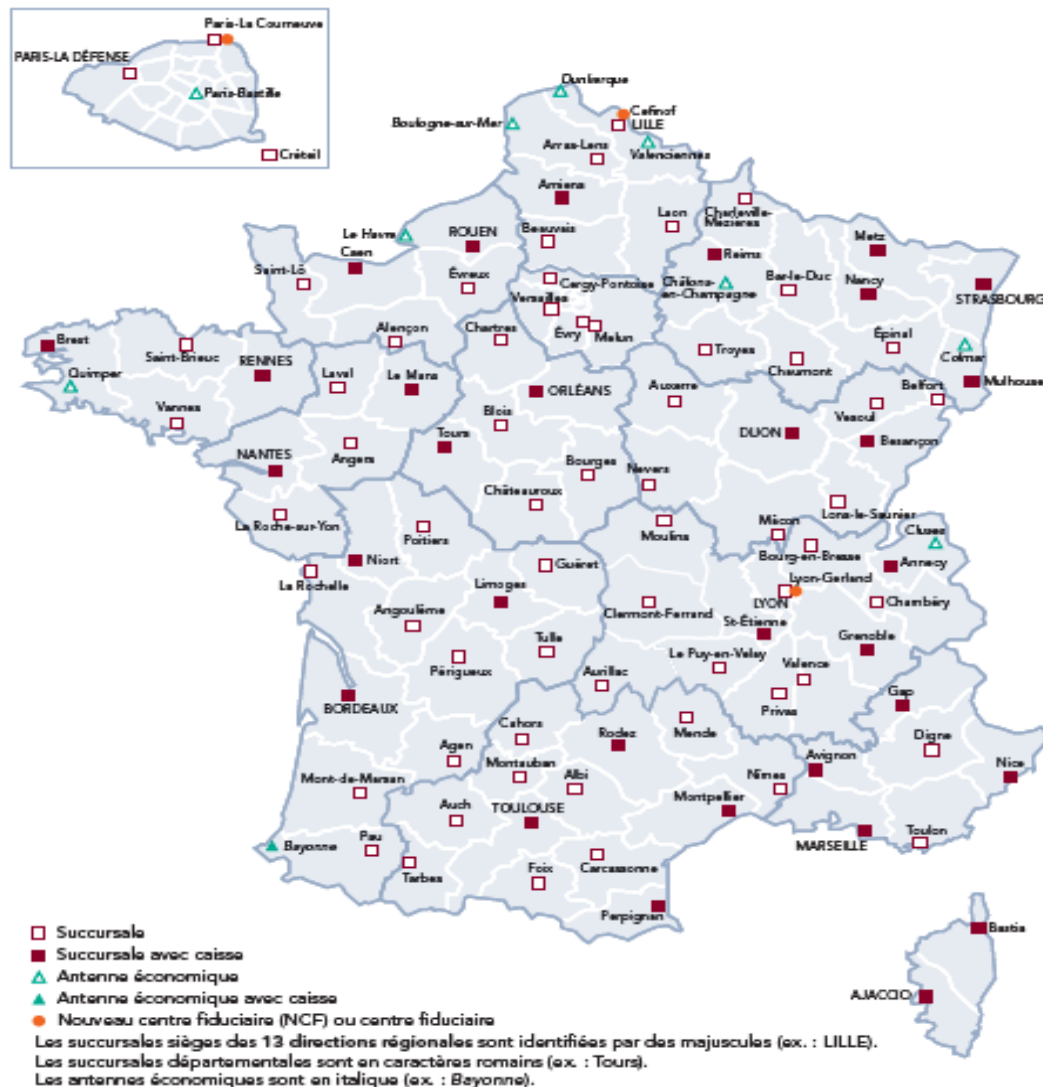 Paris-La Courneuve
PARIS-LA DÉFENSE
Paris-Bastille
Créteil
Dunkerque
Cefinof
Boulogne-sur-Mer
LILLE
Valenciennes
Arras-Lens
Amiens
Laon
Charleville-
Mézières
Le Havre
ROUEN
Beauvais
Metz
Caen
Reims
Saint-Lô
Évreux
Cergy-Pontoise
Châlons-
en-Champagne
Bar-le-Duc
Nancy
STRASBOURG
Versailles
Évry
Melun
Alençon
Chartres
Troyes
Épinal
Colmar
Chaumont
Brest
Saint-Brieuc
RENNES
Laval
Le Mans
ORLÉANS
Auxerre
Belfort
Mulhouse
Quimper
Vannes
Blois
Vesoul
Tours
DIJON
Besançon
NANTES
Angers
Bourges
Nevers
Châteauroux
Lons-le-Saunier
La Roche-sur-Yon
Poitiers
Moulins
Mâcon
Cluses
Bourg-en-Bresse
Niort
Guéret
Annecy
La Rochelle
Limoges
Lyon-Gerland
Clermont-Ferrand
LYON
Chambéry
Angoulême
St-Étienne
Tulle
Grenoble
Le Puy-en-Velay
Périgueux
Aurillac
Valence
BORDEAUX
Privas
Gap
Cahors
Rodez
Mende
Digne
Agen
Montauban
Avignon
Nice
Mont-de-Marsan
Albi
Nîmes
Auch
TOULOUSE
Montpellier
MARSEILLE
Toulon
Bayonne
Pau
Tarbes
Foix
Carcassonne
Perpignan
Bastia
AJACCIO
Succursale
Succursale avec caisse
Antenne économique
Antenne économique avec caisse
Nouveau centre fiduciaire (NCF) ou centre fiduciaire
Les succursales sièges des 13 directions régionales sont identifiées par des majuscules (ex. : LILLE).
Les succursales départementales sont en caractères romains (ex. : Tours).
Les antennes économiques sont en italique (ex. : Bayonne).